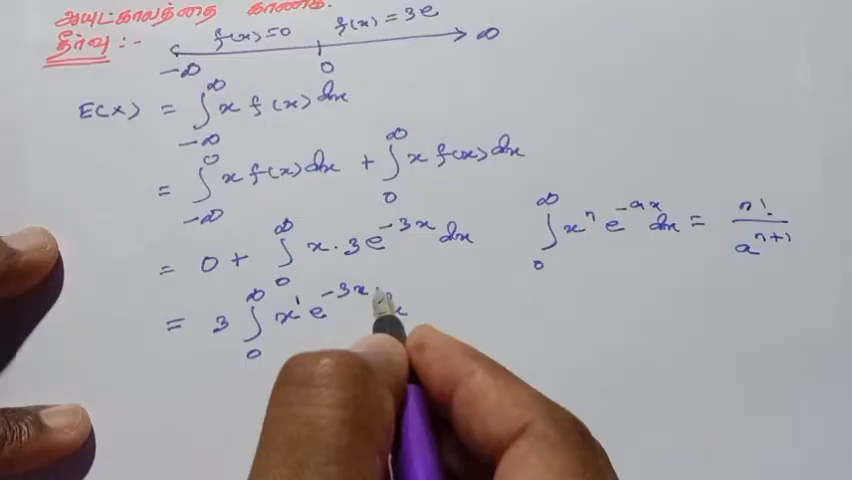 ஆயுட்காலத்தை காண்க.
தீர்வு :-
f(x)=0 f(x) = 3e
-∞ 0 ∞
E(x) = ∫_{-∞}^{∞} x f(x) dx
= ∫_{-∞}^{0} x f(x) dx + ∫_{0}^{∞} x f(x) dx
= 0 + ∫_{0}^{∞} x · 3e^{-3x} dx
∫_{0}^{∞} x^n e^{-ax} dx = n! / a^{n+1}
= 3 ∫_{0}^{∞} x^1 e^{-3x} x